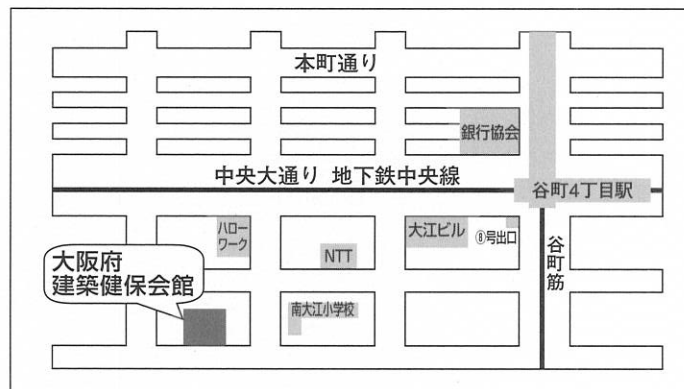 本町通り
銀行協会
中央大通り 地下鉄中央線
谷町4丁目駅
ハロー
ワーク
NTT
大江ビル
⑧号出口
谷町筋
大阪府
建築健保会館
南大江小学校